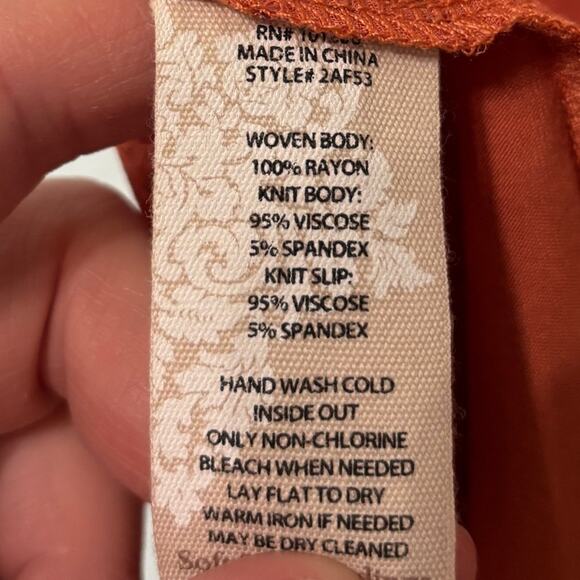 RN#
MADE IN CHINA
STYLE# 2AF53
WOVEN BODY:
100% RAYON
KNIT BODY:
95% VISCOSE
5% SPANDEX
KNIT SLIP:
95% VISCOSE
5% SPANDEX
HAND WASH COLD
INSIDE OUT
ONLY NON-CHLORINE
BLEACH WHEN NEEDED
LAY FLAT TO DRY
WARM IRON IF NEEDED
MAY BE DRY CLEANED